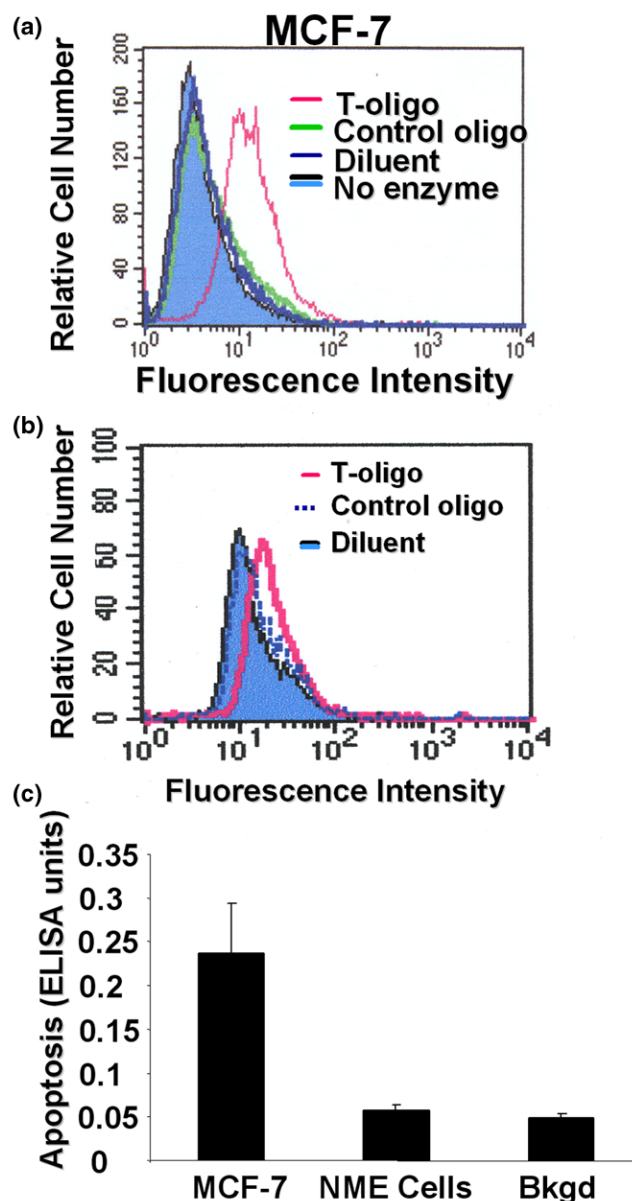 (a)
MCF-7
Relative Cell Number
200
160
120
80
40
0
T-oligo
Control oligo
Diluent
No enzyme
10^0 10^1 10^2 10^3 10^4
Fluorescence Intensity
(b)
Relative Cell Number
100
80
60
40
20
0
T-oligo
Control oligo
Diluent
10^0 10^1 10^2 10^3 10^4
Fluorescence Intensity
(c)
Apoptosis (ELISA units)
0.35
0.3
0.25
0.2
0.15
0.1
0.05
0
MCF-7 NME Cells Bkgd